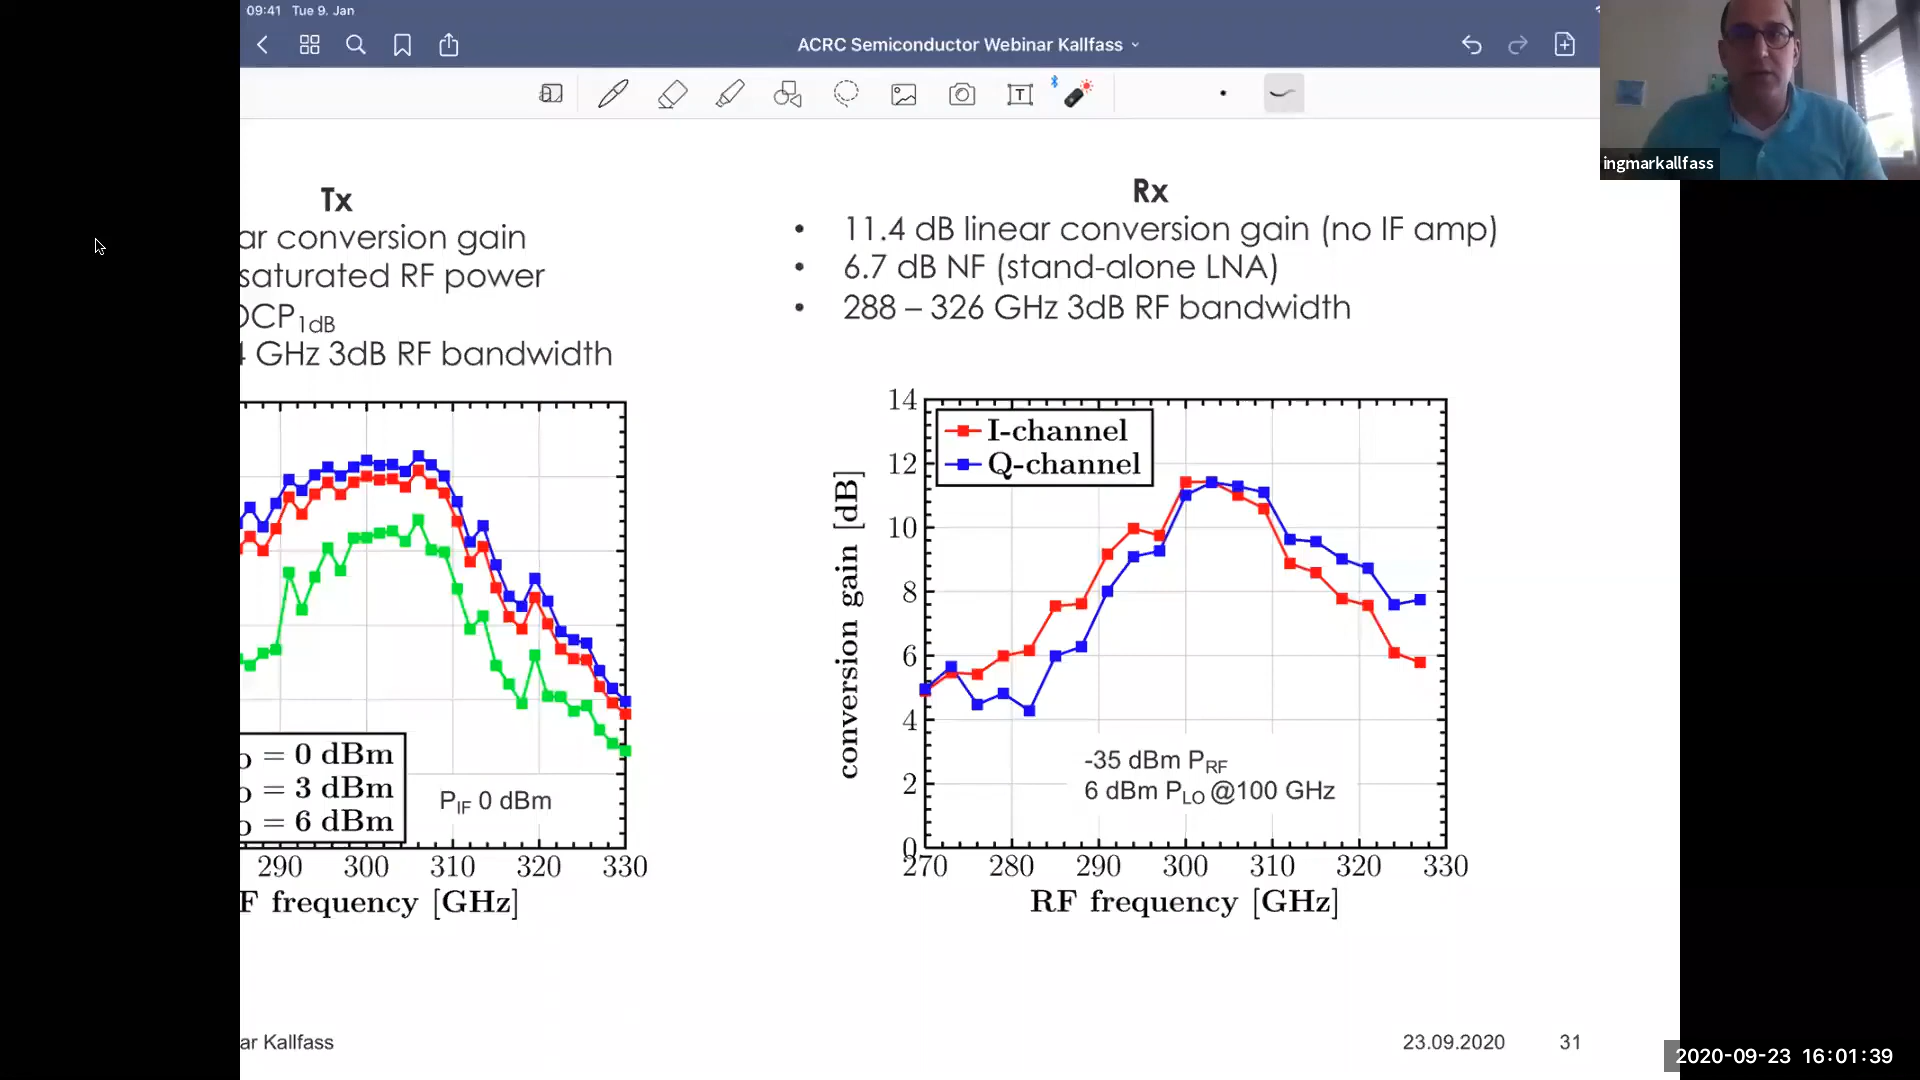 09:41 Tue 9. Jan
ACRC Semiconductor Webinar Kallfass
T
ingmarkallfass
Tx
ar conversion gain
saturated RF power
OCP1dB
4 GHz 3dB RF bandwidth
= 0 dBm
= 3 dBm
= 6 dBm
PIF 0 dBm
290 300 310 320 330
F frequency [GHz]
Rx
• 11.4 dB linear conversion gain (no IF amp)
• 6.7 dB NF (stand-alone LNA)
• 288 – 326 GHz 3dB RF bandwidth
14
12
10
8
6
4
2
0
conversion gain [dB]
I-channel
Q-channel
-35 dBm PRF
6 dBm PLO @100 GHz
270 280 290 300 310 320 330
RF frequency [GHz]
ar Kallfass
23.09.2020 31
2020-09-23 16:01:39